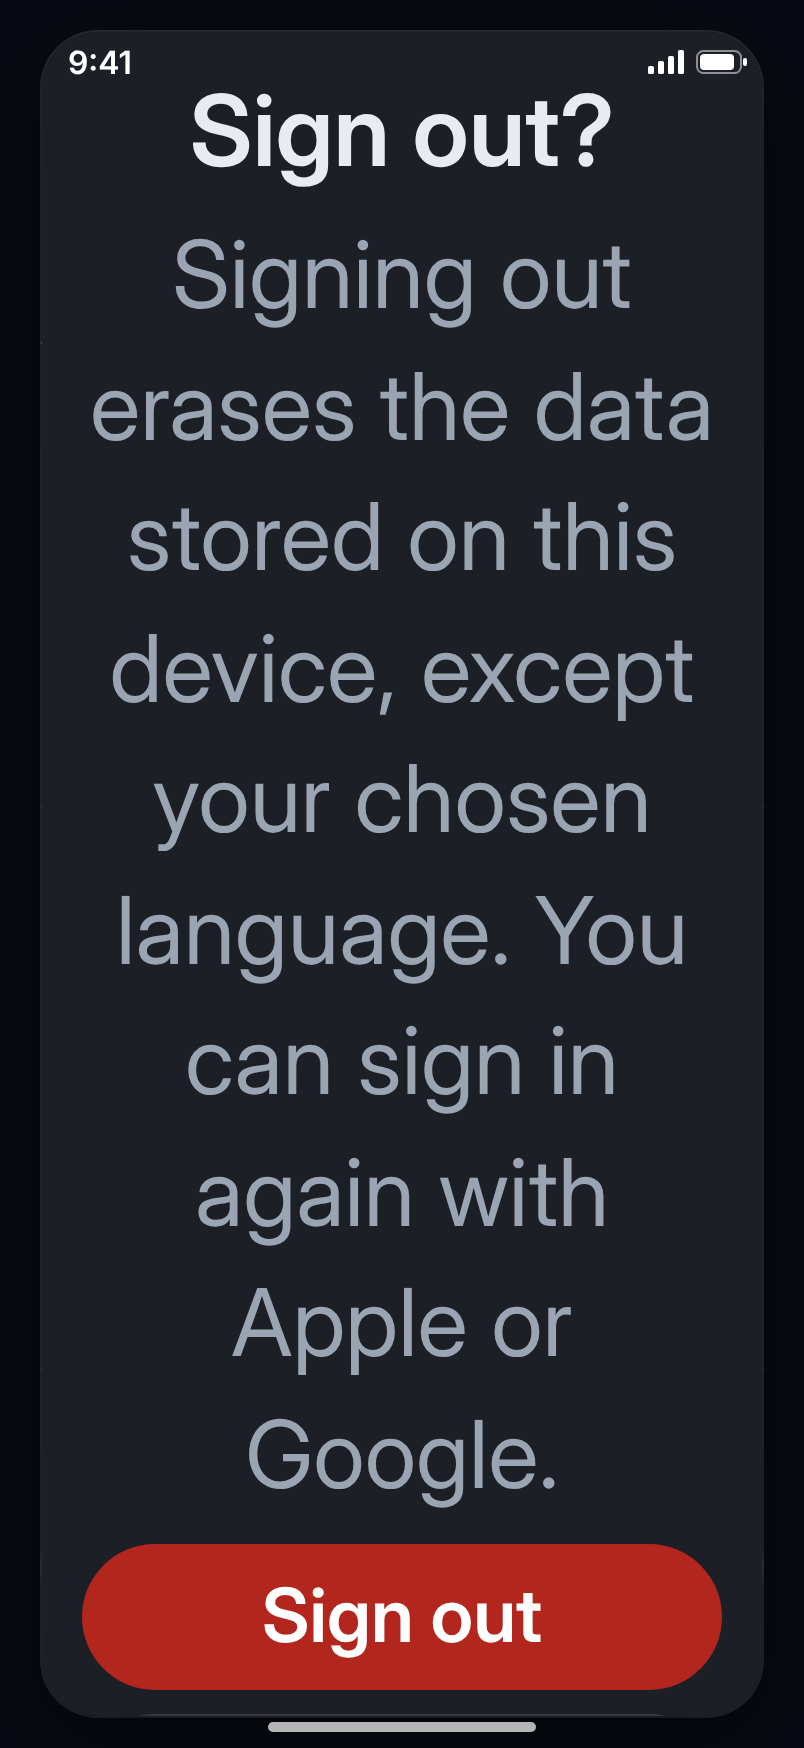 9:41
Sign out?
Signing out
erases the data
stored on this
device, except
your chosen
language. You
can sign in
again with
Apple or
Google.
Sign out